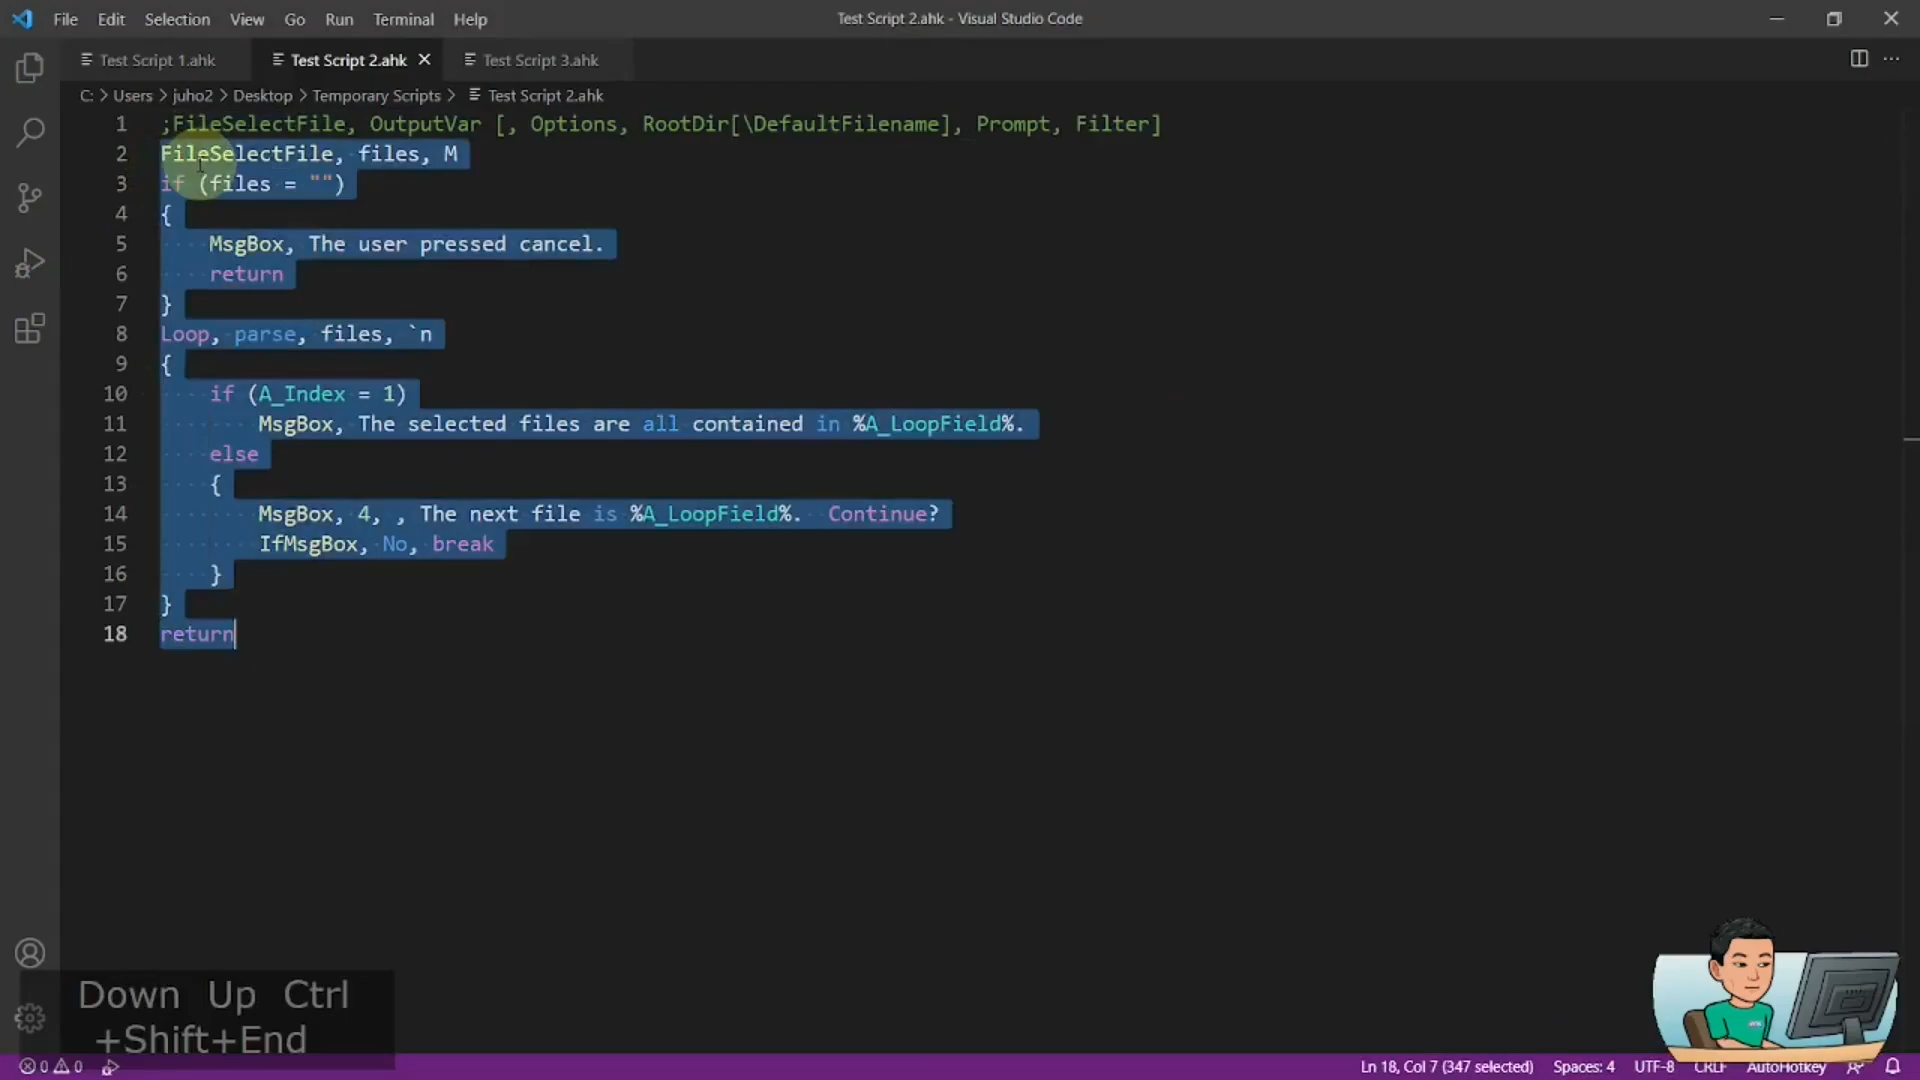 File Edit Selection View Go Run Terminal Help
Test Script 2.ahk - Visual Studio Code
Test Script 1.ahk
Test Script 2.ahk
Test Script 3.ahk
C: > Users > juho2 > Desktop > Temporary Scripts > Test Script 2.ahk
1 ;FileSelectFile, OutputVar [, Options, RootDir[\DefaultFilename], Prompt, Filter]
2 FileSelectFile, files, M
3 if (files = "")
4 {
5 MsgBox, The user pressed cancel.
6 return
7 }
8 Loop, parse, files, `n
9 {
10 if (A_Index = 1)
11 MsgBox, The selected files are all contained in %A_LoopField%.
12 else
13 {
14 MsgBox, 4, , The next file is %A_LoopField%.  Continue?
15 IfMsgBox, No, break
16 }
17 }
18 return
Down Up Ctrl
+Shift+End
0 0
Ln 18, Col 7 (347 selected) Spaces: 4 UTF-8 CRLF AutoHotkey